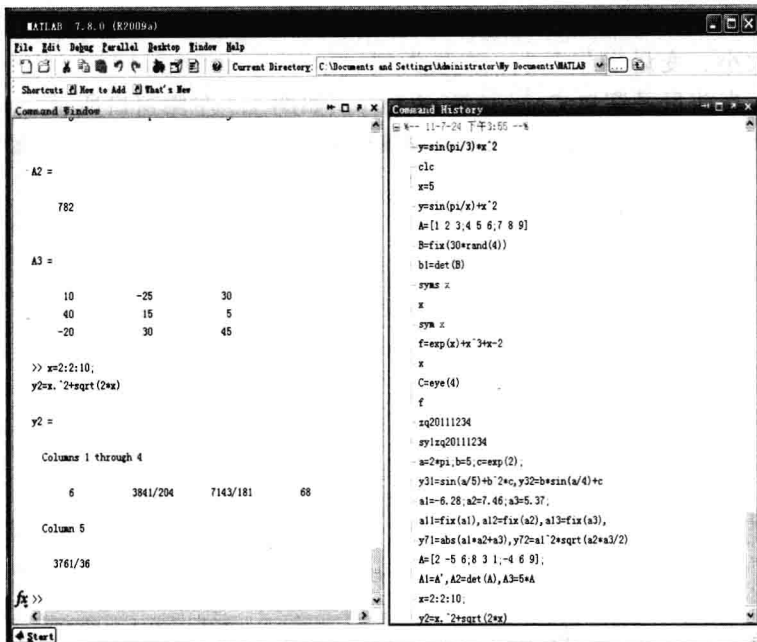 MATLAB 7.8.0 (R2009a)
File Edit Debug Parallel Desktop Window Help
Current Directory: C:\Documents and Settings\Administrator\My Documents\MATLAB
Shortcuts How to Add What's New
Command Window
A2 =
782
A3 =
10 -25 30
40 15 5
-20 30 45
>> x=2:2:10;
y2=x.^2+sqrt(2*x)
y2 =
Columns 1 through 4
6 3841/204 7143/181 68
Column 5
3761/36
fx >>
Start
Command History
%-- 11-7-24 下午3:55 --%
y=sin(pi/3)*x^2
clc
x=5
y=sin(pi/x)+x^2
A=[1 2 3;4 5 6;7 8 9]
B=fix(30*rand(4))
b1=det(B)
syms x
x
sym x
f=exp(x)+x^3+x-2
x
C=eye(4)
f
zq20111234
sy1zq20111234
a=2*pi;b=5;c=exp(2);
y31=sin(a/5)+b^2*c,y32=b*sin(a/4)+c
a1=-6.28;a2=7.46;a3=5.37;
a11=fix(a1),a12=fix(a2),a13=fix(a3),
y71=abs(a1*a2+a3),y72=a1^2*sqrt(a2*a3/2)
A=[2 -5 6;8 3 1;-4 6 9];
A1=A',A2=det(A),A3=5*A
x=2:2:10;
y2=x.^2+sqrt(2*x)